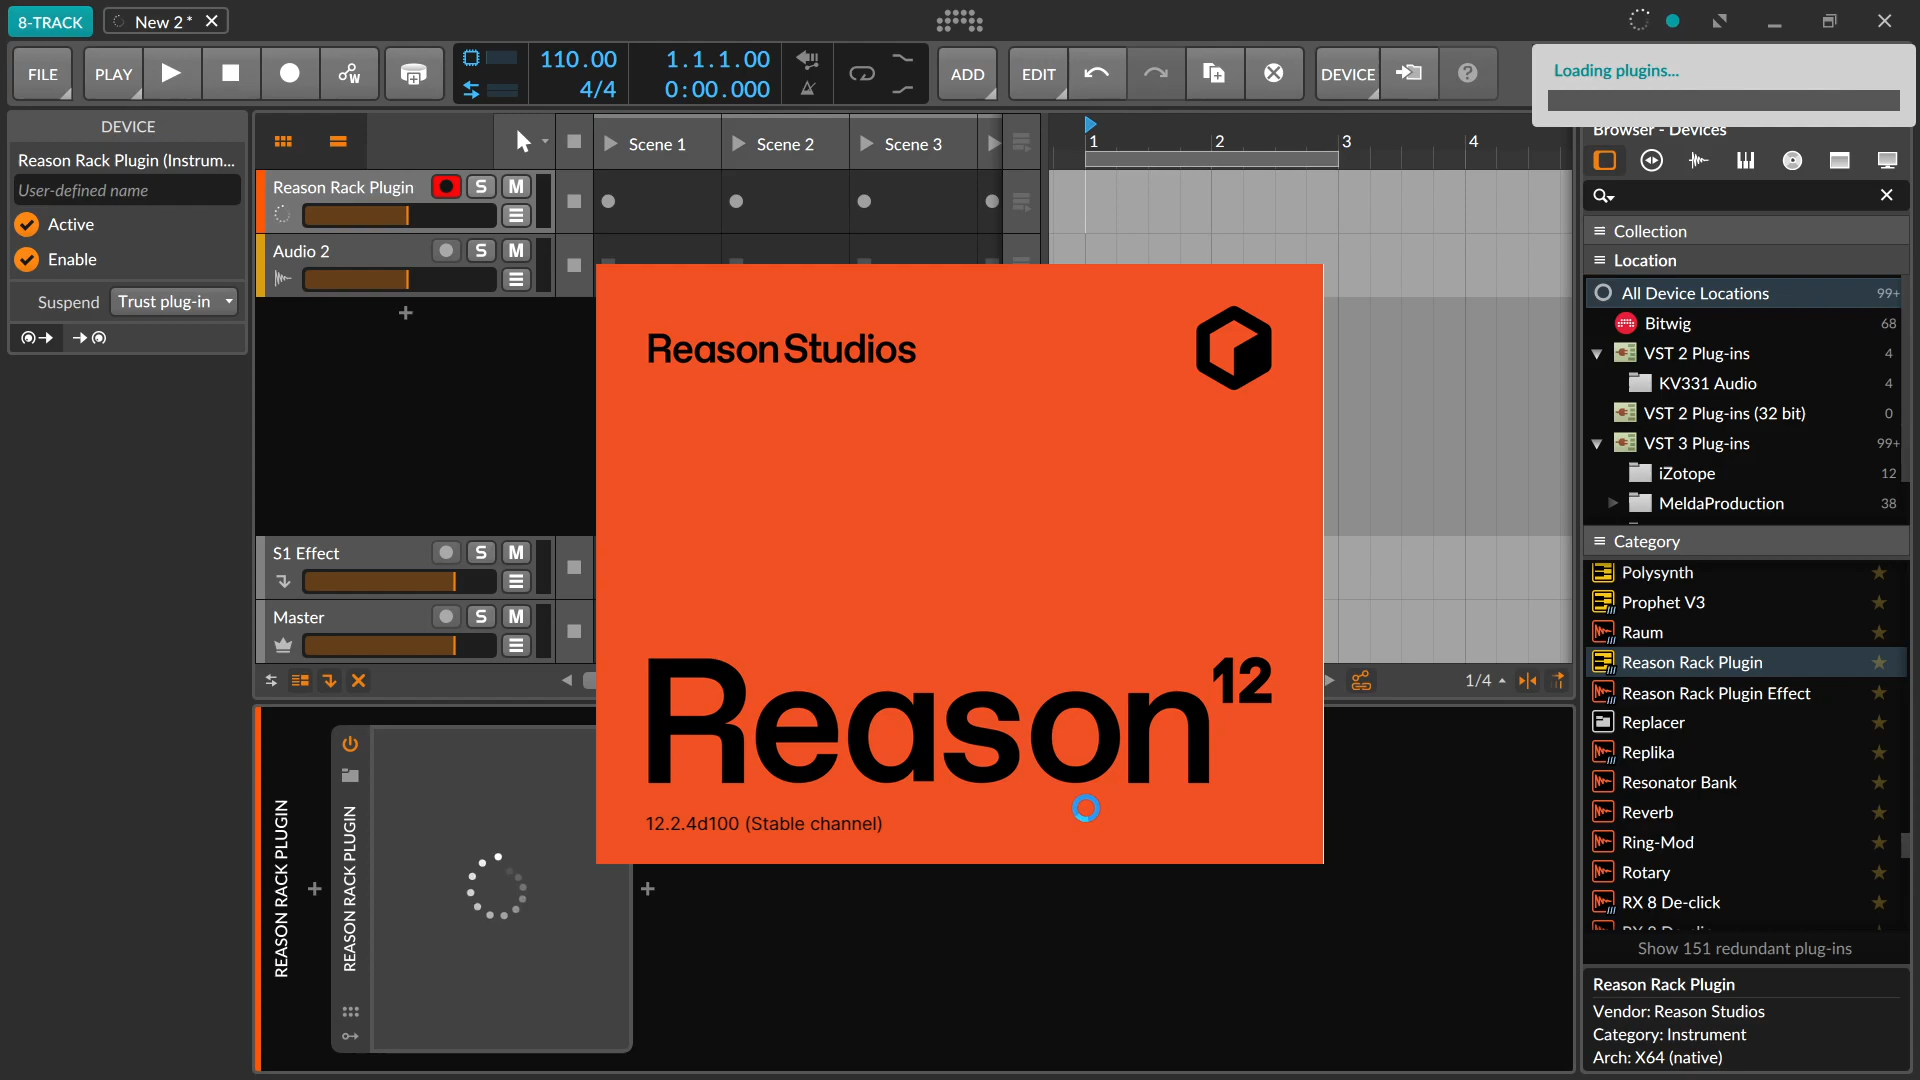 8-TRACK
New 2 *
FILE
PLAY
110.00
4/4
1.1.1.00
0:00.000
ADD
EDIT
DEVICE
?
Loading plugins...
DEVICE
Reason Rack Plugin (Instrum...
User-defined name
Active
Enable
Suspend
Trust plug-in
Scene 1
Scene 2
Scene 3
1
2
3
4
Reason Rack Plugin
S
M
Audio 2
S
M
S1 Effect
S
M
Master
S
M
1/4
Reason Studios
Reason 12
12.2.4d100 (Stable channel)
REASON RACK PLUGIN
REASON RACK PLUGIN
Browser - Devices
Collection
Location
All Device Locations 99+
Bitwig 68
VST 2 Plug-ins 4
KV331 Audio 4
VST 2 Plug-ins (32 bit) 0
VST 3 Plug-ins 99+
iZotope 12
MeldaProduction 38
Category
Polysynth
Prophet V3
Raum
Reason Rack Plugin
Reason Rack Plugin Effect
Replacer
Replika
Resonator Bank
Reverb
Ring-Mod
Rotary
RX 8 De-click
Show 151 redundant plug-ins
Reason Rack Plugin
Vendor: Reason Studios
Category: Instrument
Arch: X64 (native)